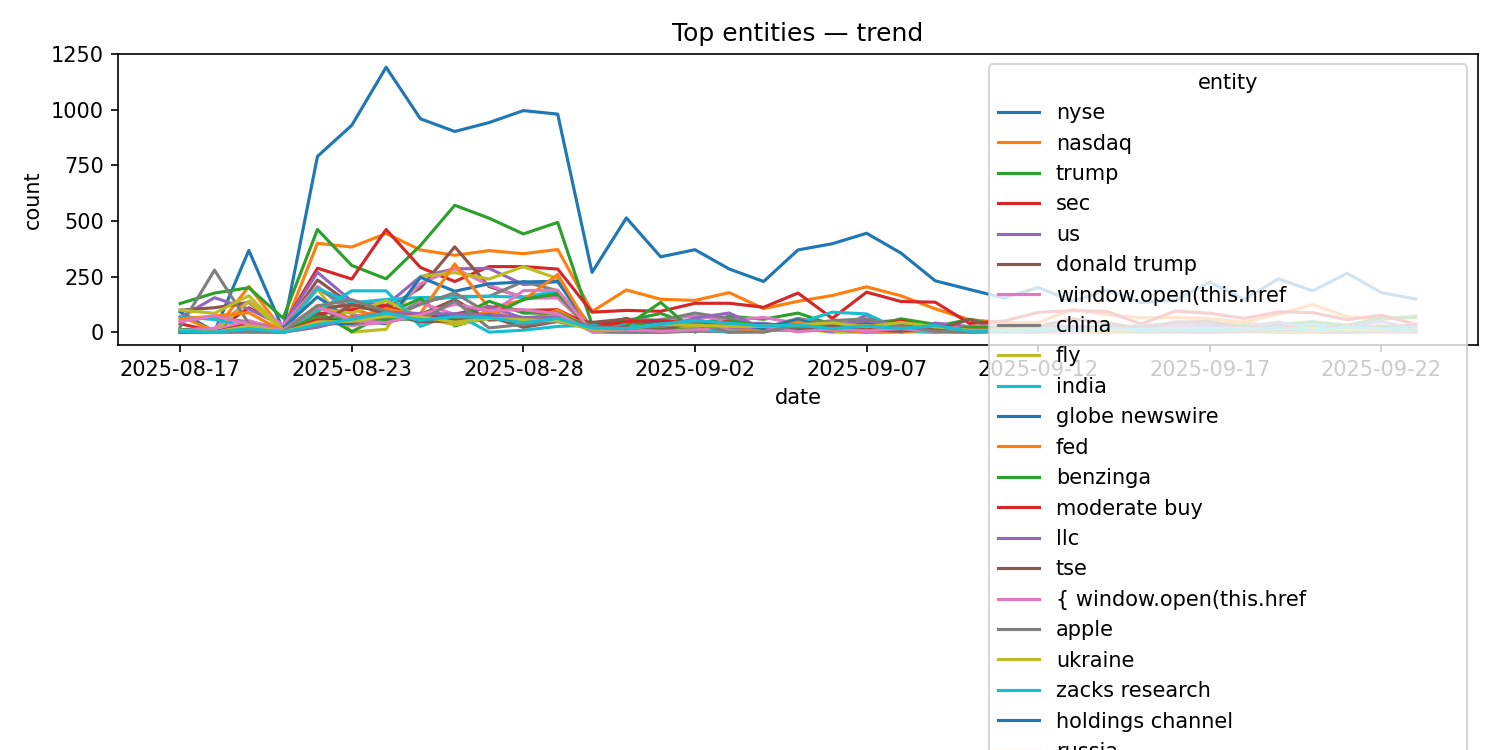 Top entities — trend
1250
1000
750
500
250
0
count
2025-08-17 2025-08-23 2025-08-28 2025-09-02 2025-09-07 2025-09-12 2025-09-17 2025-09-22
date
entity
nyse
nasdaq
trump
sec
us
donald trump
window.open(this.href
china
fly
india
globe newswire
fed
benzinga
moderate buy
llc
tse
{ window.open(this.href
apple
ukraine
zacks research
holdings channel
russia